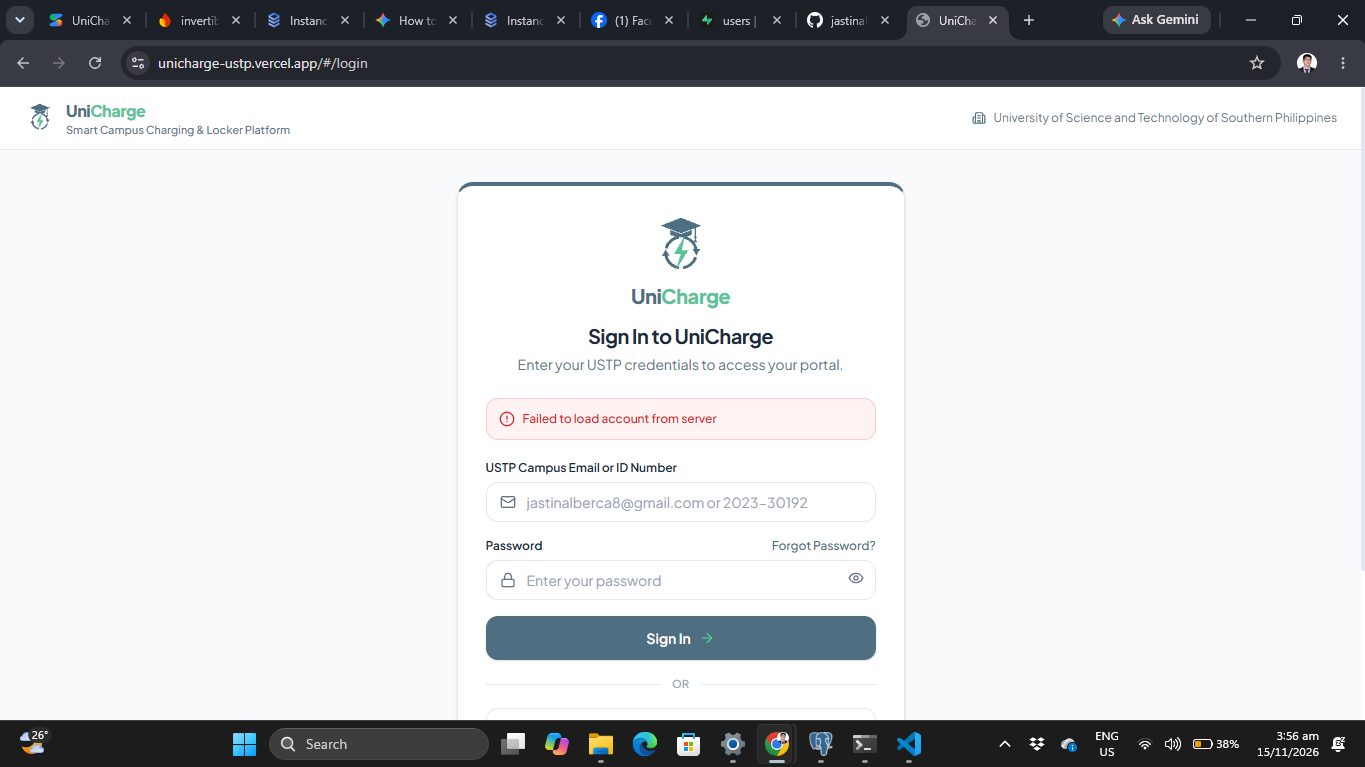 UniCha
invertib
Instanc
How to
Instanc
(1) Face
users |
jastinal
UniCha
Ask Gemini
unicharge-ustp.vercel.app/#/login
UniCharge
Smart Campus Charging & Locker Platform
University of Science and Technology of Southern Philippines
UniCharge
Sign In to UniCharge
Enter your USTP credentials to access your portal.
Failed to load account from server
USTP Campus Email or ID Number
jastinalberca8@gmail.com or 2023-30192
Password
Forgot Password?
Enter your password
Sign In
OR
26°
Search
ENG
US
38%
3:56 am
15/11/2026